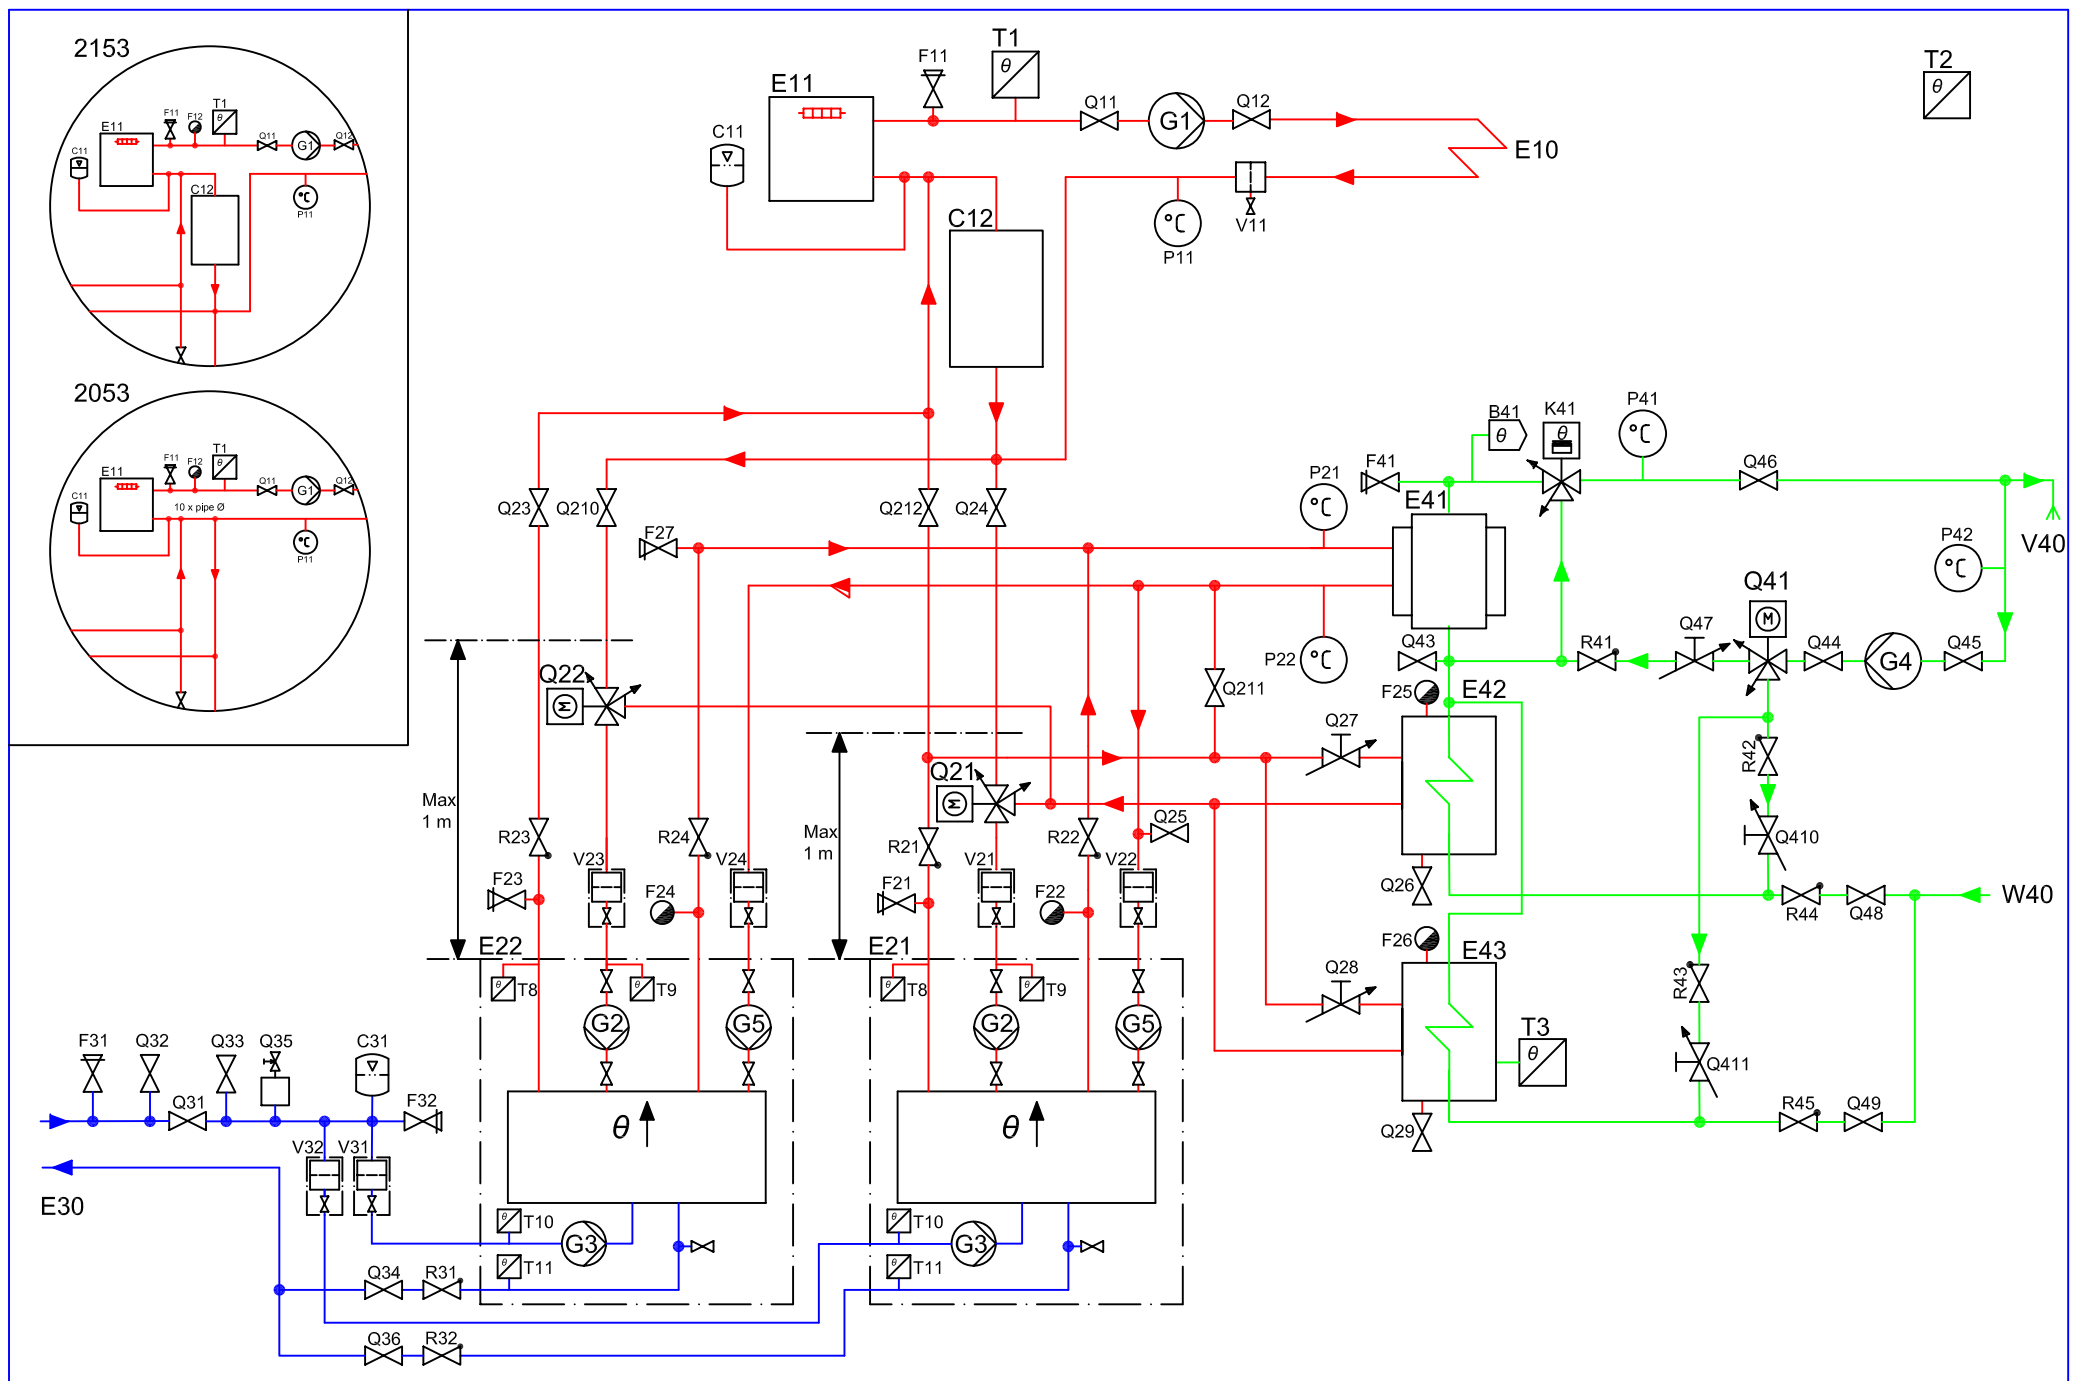 2153
F11
F12
T1
θ
E11
C11
Q11
G1
Q12
C12
°C
P11
2053
F11
F12
T1
θ
E11
C11
Q11
G1
Q12
10 x pipe Ø
°C
P11
F11
T1
θ
E11
C11
Q11
G1
Q12
E10
T2
θ
V11
°C
P11
C12
B41
θ
K41
θ
P41
°C
F41
Q46
P21
°C
E41
Q23
Q210
Q212
Q24
F27
V40
P42
°C
Q41
M
Q43
R41
Q47
Q44
G4
Q45
P22
°C
Q22
M
Q211
F25
E42
Q27
R42
Max
1 m
Q21
M
Max
1 m
Q25
Q410
R23
R24
R21
R22
V23
V24
V21
V22
F23
F24
F21
F22
Q26
R44
Q48
W40
E22
E21
F26
E43
Q28
R43
θ
T8
θ
T9
θ
T8
θ
T9
G2
G5
G2
G5
T3
θ
Q411
F31
Q32
Q33
Q35
C31
Q31
F32
θ
θ
Q29
R45
Q49
V32
V31
E30
θ
T10
G3
θ
T11
θ
T10
G3
θ
T11
Q34
R31
Q36
R32